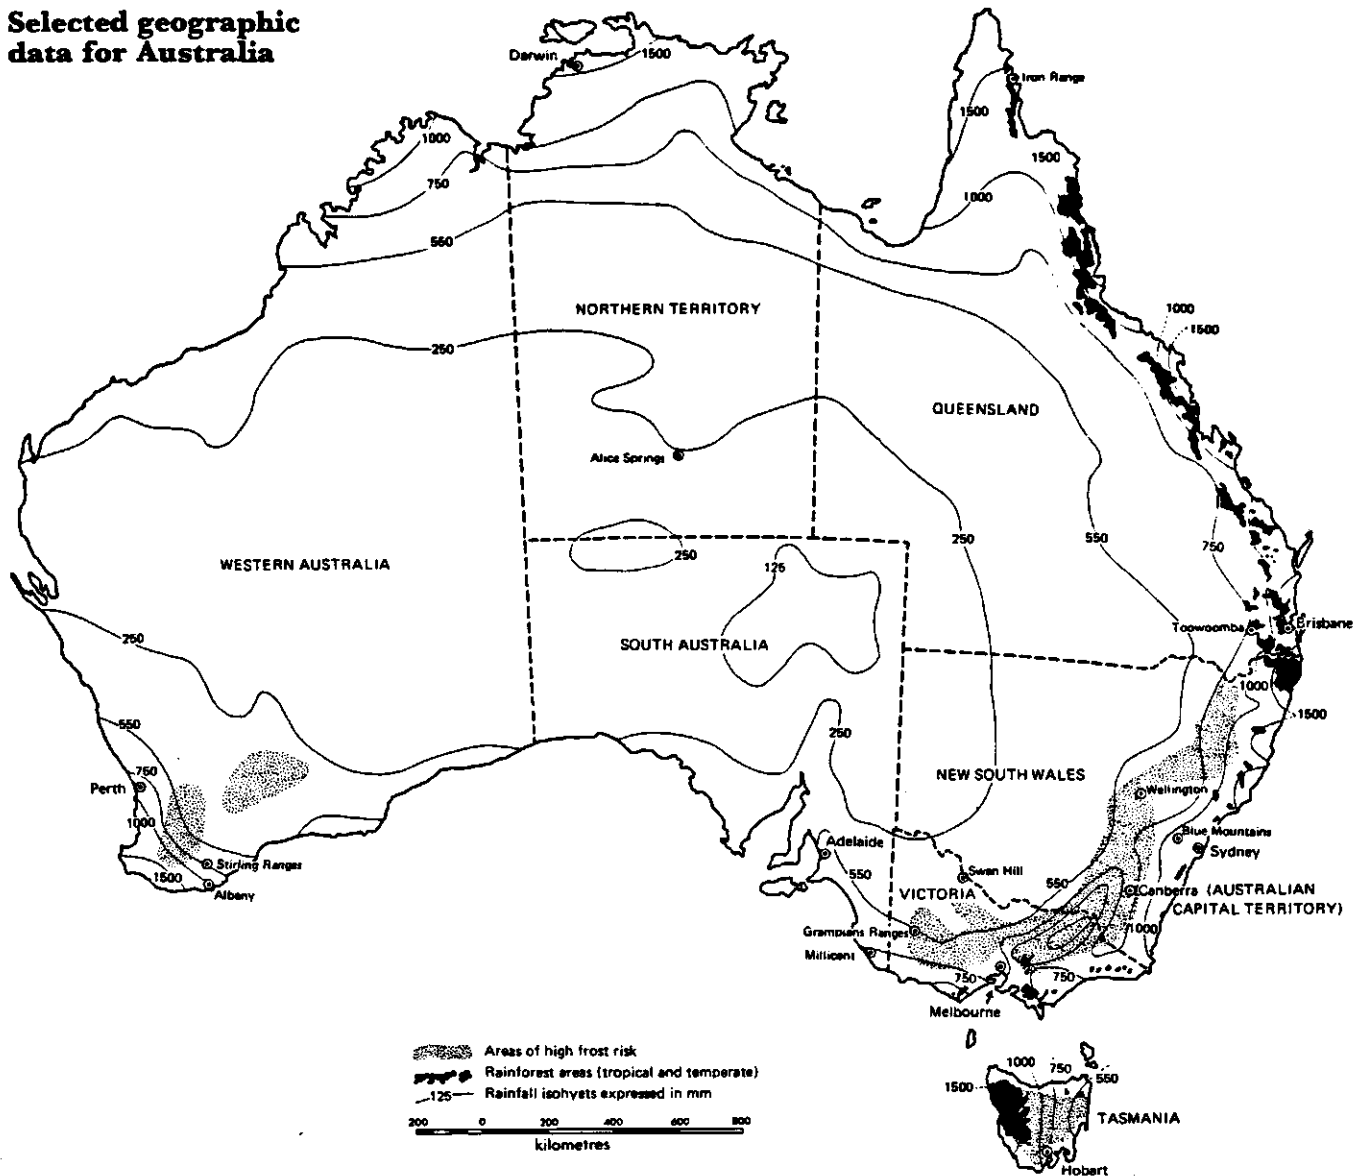 Selected geographic
data for Australia
Darwin
1500
Iron Range
1500
1000
1500
750
1000
550
1000
1500
NORTHERN TERRITORY
250
QUEENSLAND
Alice Springs
550
250
750
250
125
WESTERN AUSTRALIA
Toowoomba
Brisbane
250
SOUTH AUSTRALIA
1000
1500
550
250
750
NEW SOUTH WALES
Perth
Wellington
1000
Blue Mountains
Adelaide
Sydney
Stirling Ranges
1500
Albany
550
Swan Hill
VICTORIA
550
Canberra (AUSTRALIAN
CAPITAL TERRITORY)
Grampians Ranges
1000
Millicent
750
750
Melbourne
Areas of high frost risk
Rainforest areas (tropical and temperate)
125
Rainfall isohyets expressed in mm
200 0 200 400 600 800
kilometres
1000
750
550
1500
TASMANIA
Hobart